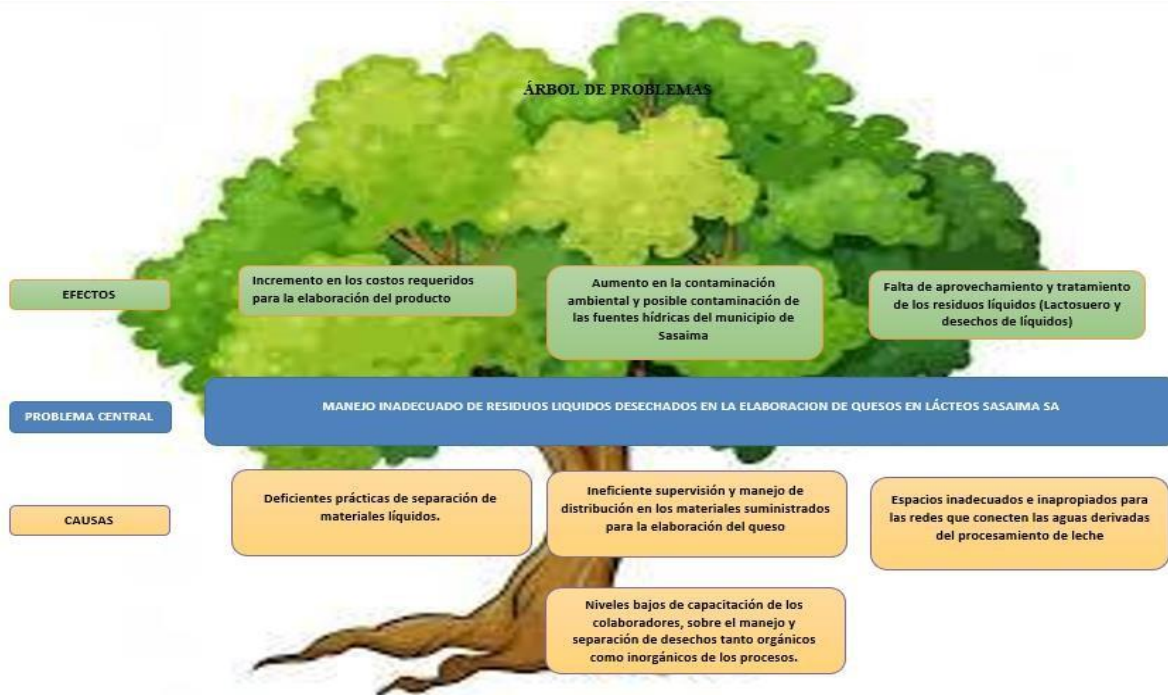 ÁRBOL DE PROBLEMAS
EFECTOS
Incremento en los costos requeridos
para la elaboración del producto
Aumento en la contaminación
ambiental y posible contaminación de
las fuentes hídricas del municipio de
Sasaima
Falta de aprovechamiento y tratamiento
de los residuos líquidos (Lactosuero y
desechos de líquidos)
PROBLEMA CENTRAL
MANEJO INADECUADO DE RESIDUOS LIQUIDOS DESECHADOS EN LA ELABORACION DE QUESOS EN LÁCTEOS SASAIMA SA
CAUSAS
Deficientes prácticas de separación de
materiales líquidos.
Ineficiente supervisión y manejo de
distribución en los materiales suministrados
para la elaboración del queso
Espacios inadecuados e inapropiados para
las redes que conecten las aguas derivadas
del procesamiento de leche
Niveles bajos de capacitación de los
colaboradores, sobre el manejo y
separación de desechos tanto orgánicos
como inorgánicos de los procesos.